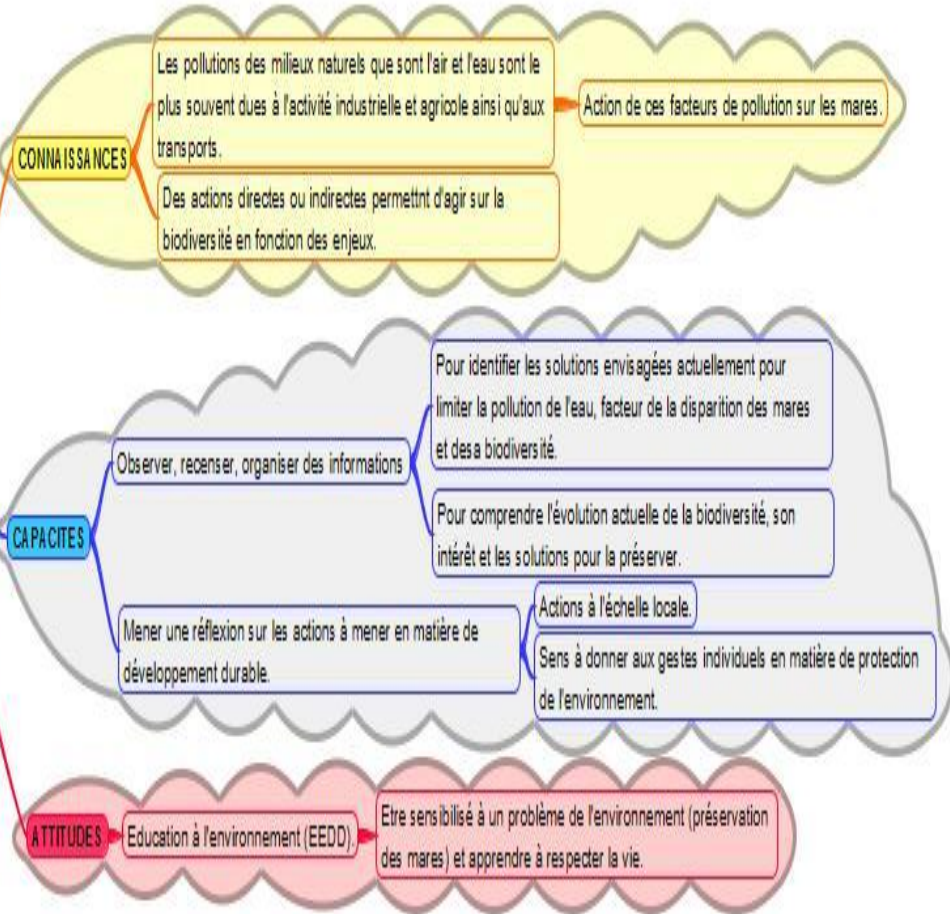 CONNAISSANCES
Les pollutions des milieux naturels que sont l'air et l'eau sont le
plus souvent dues à l'activité industrielle et agricole ainsi qu'aux
transports.
Action de ces facteurs de pollution sur les mares.
Des actions directes ou indirectes permettnt d'agir sur la
biodiversité en fonction des enjeux.
CAPACITES
Observer, recenser, organiser des informations
Pour identifier les solutions envisagées actuellement pour
limiter la pollution de l'eau, facteur de la disparition des mares
et desa biodiversité.
Pour comprendre l'évolution actuelle de la biodiversité, son
intérêt et les solutions pour la préserver.
Mener une réflexion sur les actions à mener en matière de
développement durable.
Actions à l'échelle locale.
Sens à donner aux gestes individuels en matière de protection
de l'environnement.
ATTITUDES
Education à l'environnement (EEDD).
Etre sensibilisé à un problème de l'environnement (préservation
des mares) et apprendre à respecter la vie.